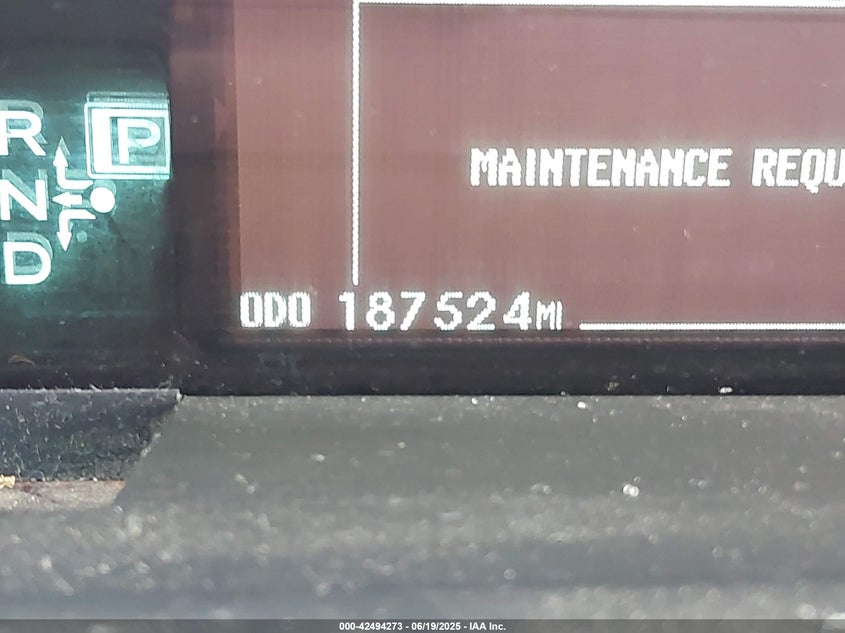 R P
N
D
MAINTENANCE REQU
ODO 187524MI
000-42494273 - 06/19/2025 - IAA Inc.